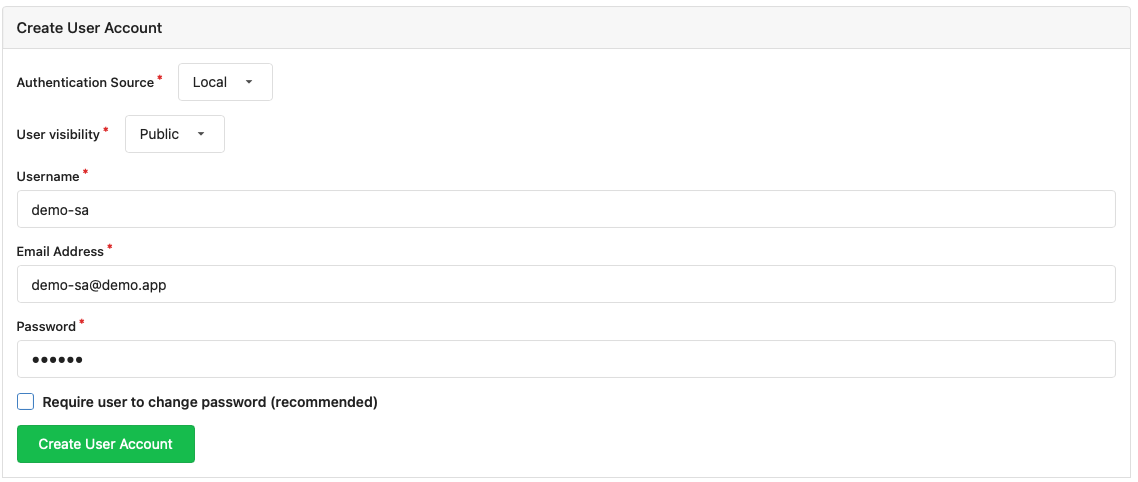 Create User Account
Authentication Source* Local
User visibility* Public
Username*
demo-sa
Email Address*
demo-sa@demo.app
Password*
••••••
Require user to change password (recommended)
Create User Account